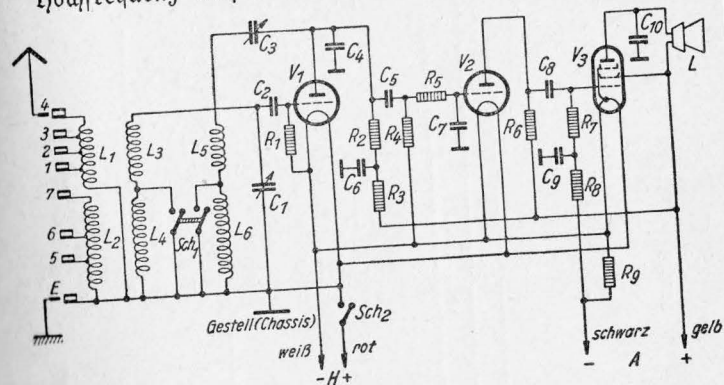 C10
C3 C4 V1 V2 V3
L
C2 C5 R5 C8
4
3
2
1
L1 L3 L5 R1 R2 R4 C7 R6 R7
7
C1 C6 R3 C9 R8
6
5
L2 L4 Sch1 L6
E
Gestell (Chassis) Sch2 R9
weiß rot schwarz gelb
- H + - A +